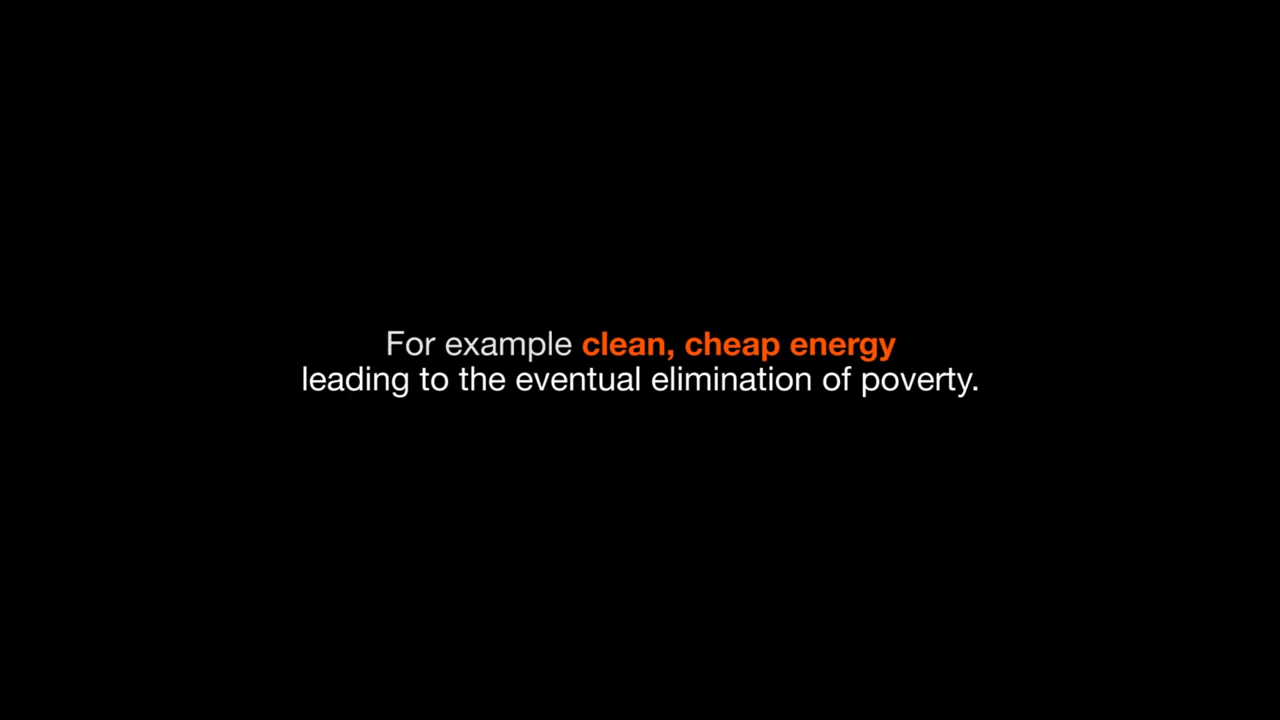 For example clean, cheap energy
leading to the eventual elimination of poverty.